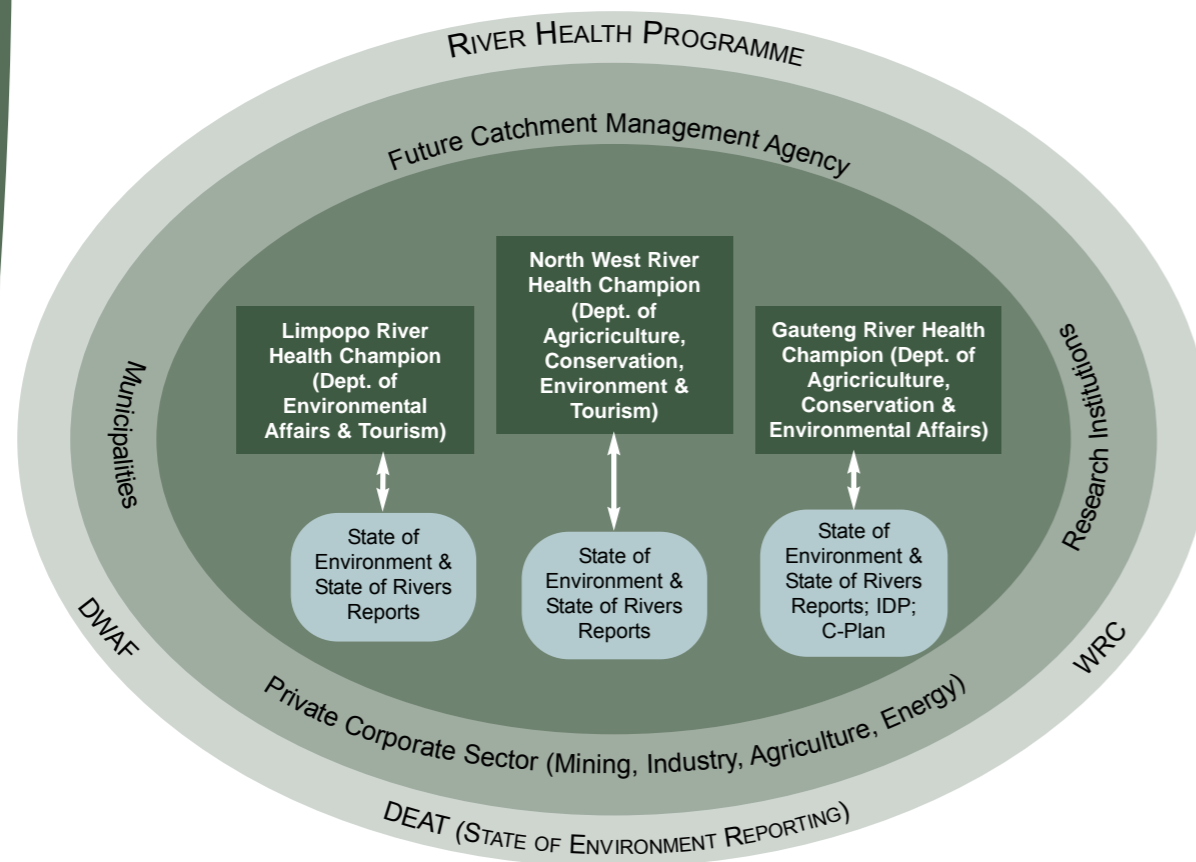 RIVER HEALTH PROGRAMME
Future Catchment Management Agency
Municipalities
Research Institutions
Limpopo River
Health Champion
(Dept. of
Environmental
Affairs & Tourism)
North West River
Health Champion
(Dept. of
Agricriculture,
Conservation,
Environment &
Tourism)
Gauteng River Health
Champion (Dept. of
Agricriculture,
Conservation &
Environmental Affairs)
State of
Environment &
State of Rivers
Reports
State of
Environment &
State of Rivers
Reports
State of
Environment &
State of Rivers
Reports; IDP;
C-Plan
DWAF
WRC
Private Corporate Sector (Mining, Industry, Agriculture, Energy)
DEAT (STATE OF ENVIRONMENT REPORTING)